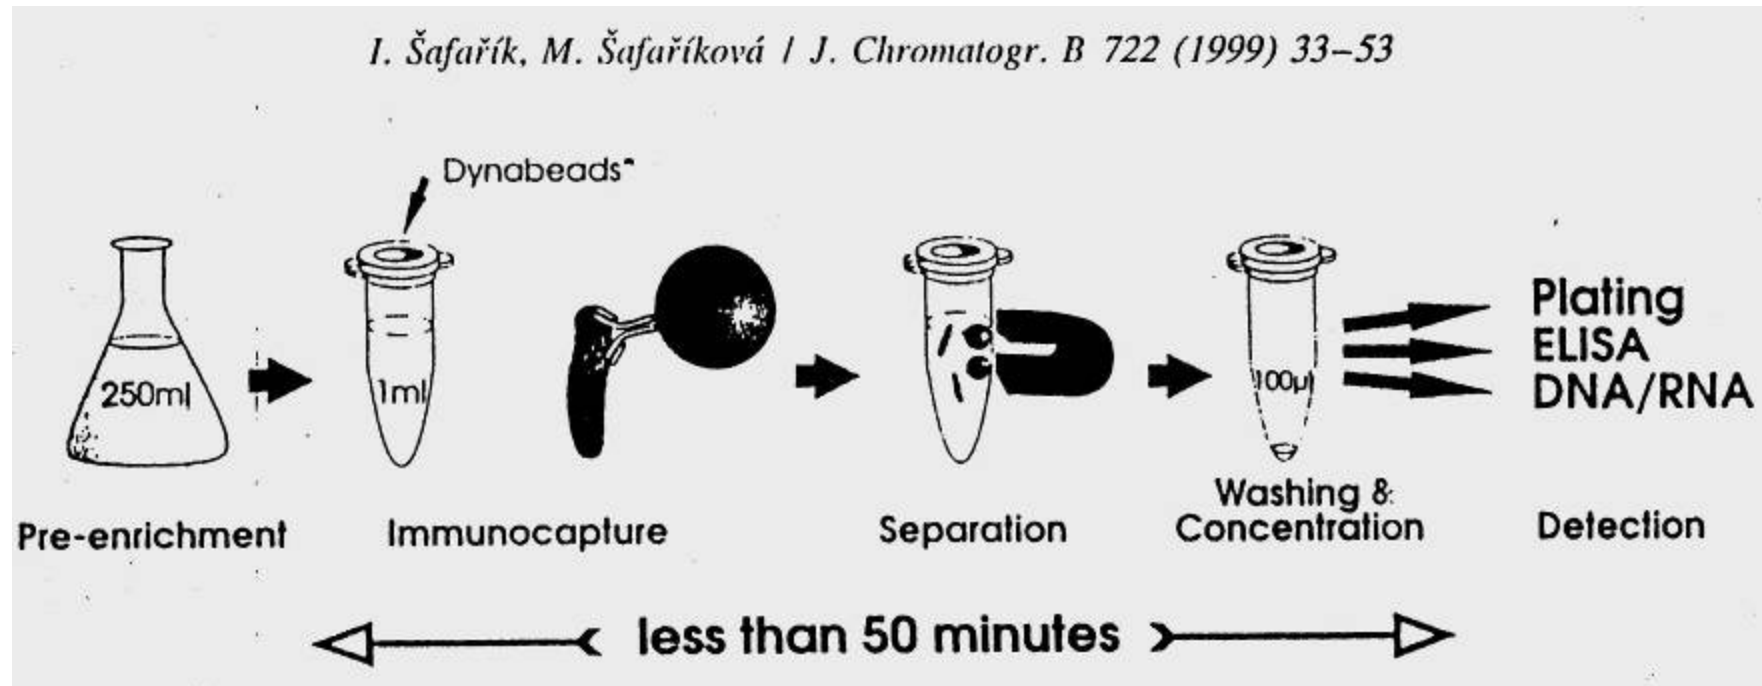 I. Šafařík, M. Šafaříková / J. Chromatogr. B 722 (1999) 33–53
Dynabeads™
250ml
1ml
100µl
Plating
ELISA
DNA/RNA
Pre-enrichment
Immunocapture
Separation
Washing &
Concentration
Detection
less than 50 minutes